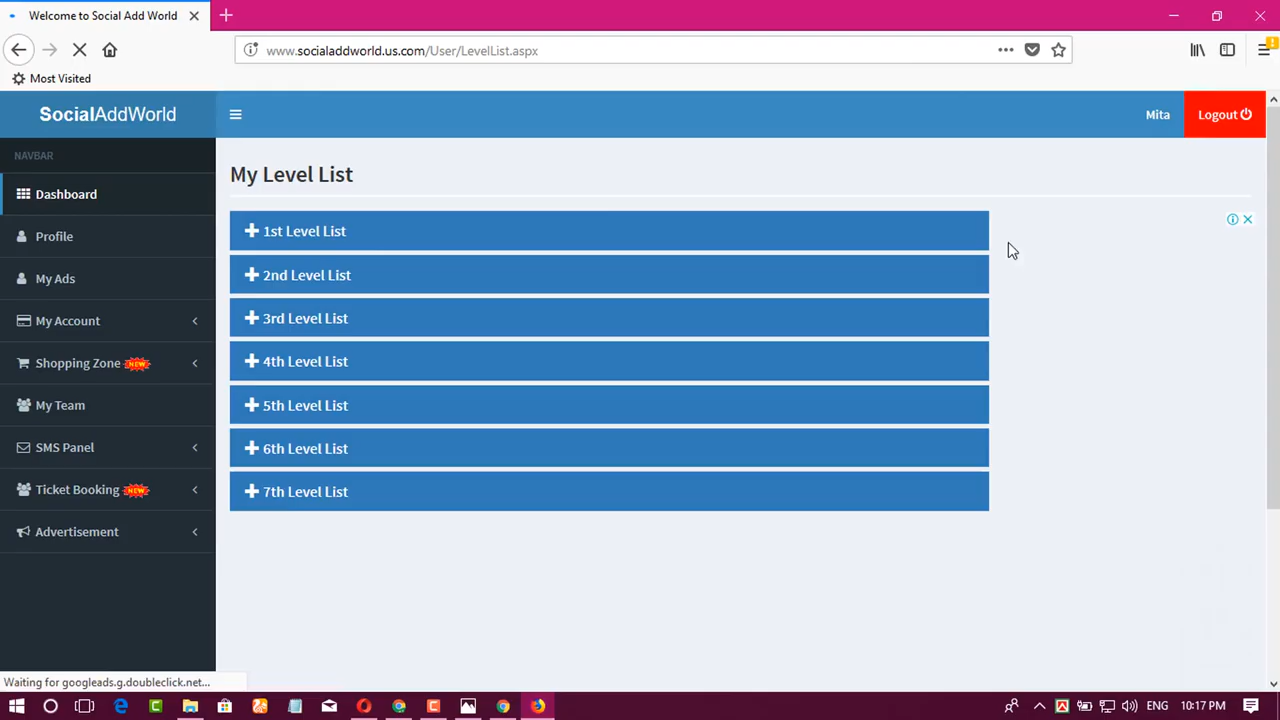 Welcome to Social Add World
www.socialaddworld.us.com/User/LevelList.aspx
Most Visited
SocialAddWorld
Mita
Logout
NAVBAR
Dashboard
Profile
My Ads
My Account
Shopping Zone NEW
My Team
SMS Panel
Ticket Booking NEW
Advertisement
My Level List
1st Level List
2nd Level List
3rd Level List
4th Level List
5th Level List
6th Level List
7th Level List
Waiting for googleads.g.doubleclick.net...
ENG
10:17 PM